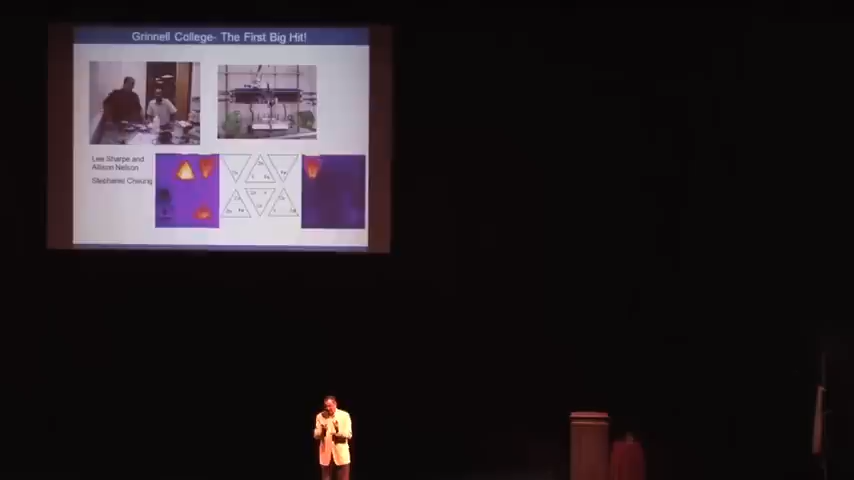 Grinnell College- The First Big Hit!
Lee Sharpe and
Allison Nelson
Stephanie Cheung